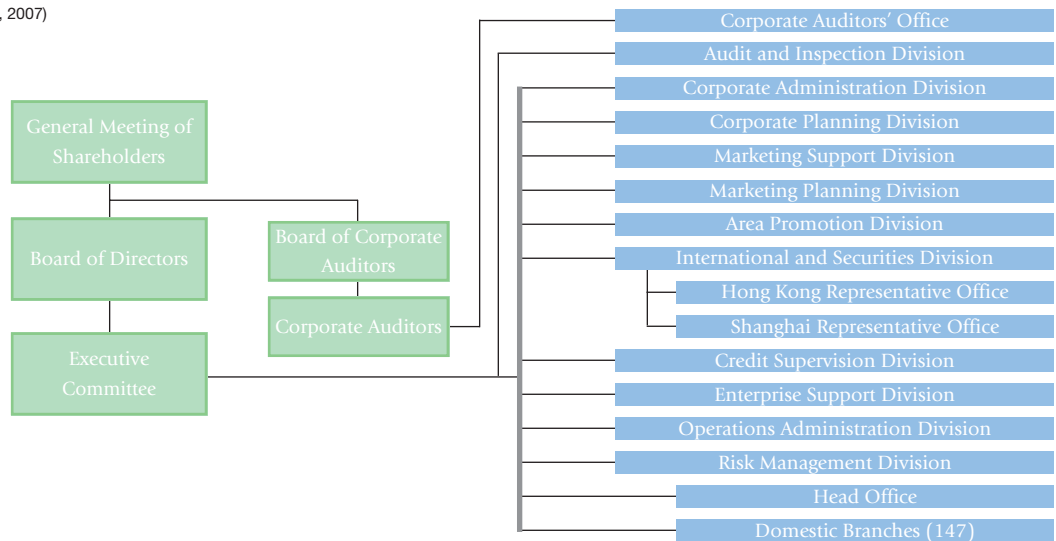 , 2007)
General Meeting of
Shareholders
Board of Directors
Executive
Committee
Board of Corporate
Auditors
Corporate Auditors
Corporate Auditors' Office
Audit and Inspection Division
Corporate Administration Division
Corporate Planning Division
Marketing Support Division
Marketing Planning Division
Area Promotion Division
International and Securities Division
Hong Kong Representative Office
Shanghai Representative Office
Credit Supervision Division
Enterprise Support Division
Operations Administration Division
Risk Management Division
Head Office
Domestic Branches (147)